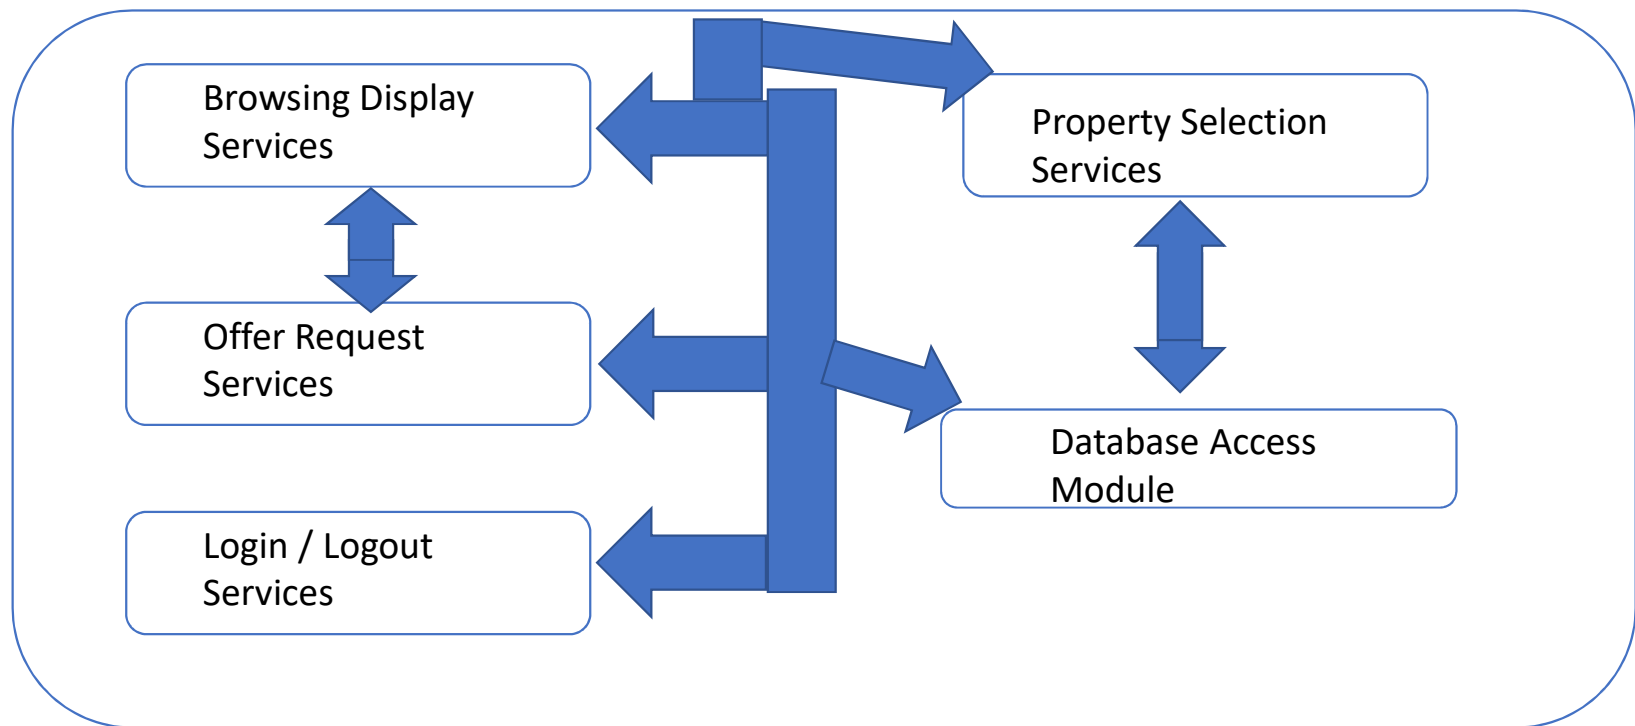 Browsing Display
Services
Property Selection
Services
Offer Request
Services
Database Access
Module
Login / Logout
Services